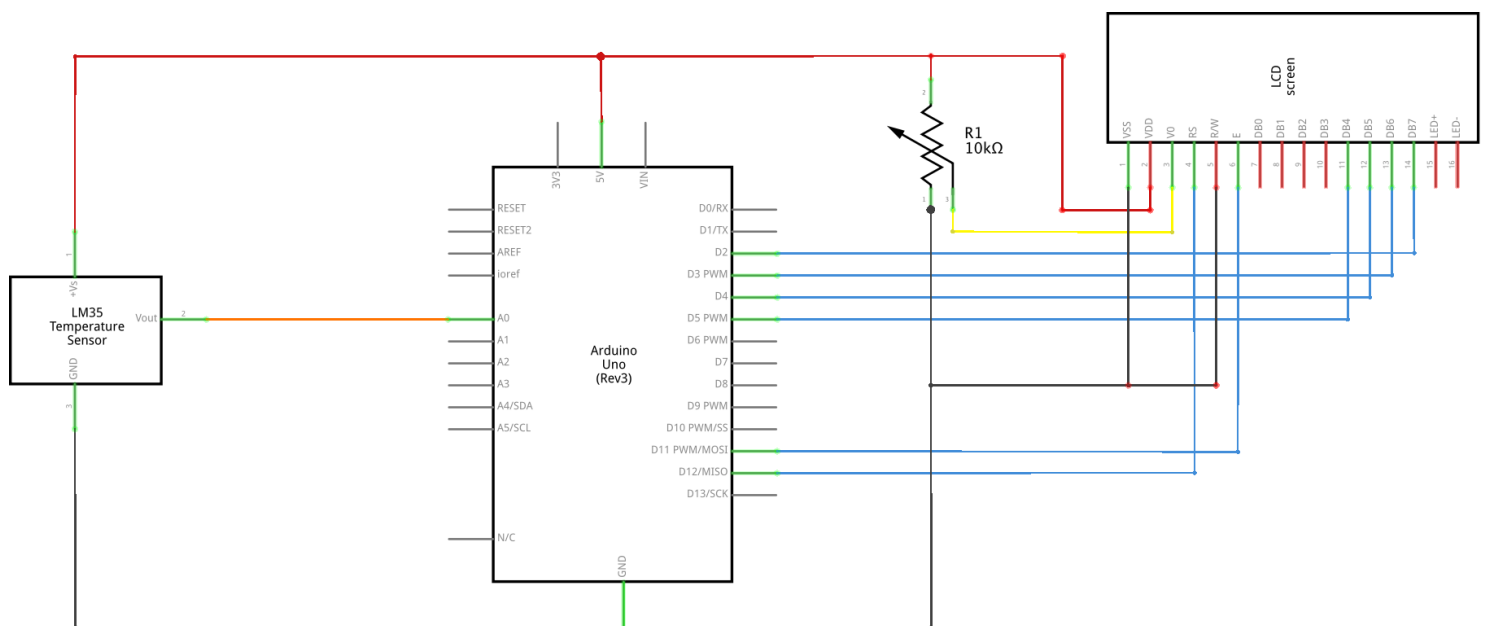 LCD
screen
VSS
VDD
V0
RS
R/W
E
DB0
DB1
DB2
DB3
DB4
DB5
DB6
DB7
LED+
LED-
1
2
3
4
5
6
7
8
9
10
11
12
13
14
15
16
2
R1
10kΩ
1
3
3V3
5V
VIN
RESET
RESET2
AREF
ioref
A0
A1
A2
A3
A4/SDA
A5/SCL
N/C
D0/RX
D1/TX
D2
D3 PWM
D4
D5 PWM
D6 PWM
D7
D8
D9 PWM
D10 PWM/SS
D11 PWM/MOSI
D12/MISO
D13/SCK
GND
Arduino
Uno
(Rev3)
1
+Vs
LM35
Temperature
Sensor
Vout
2
GND
3